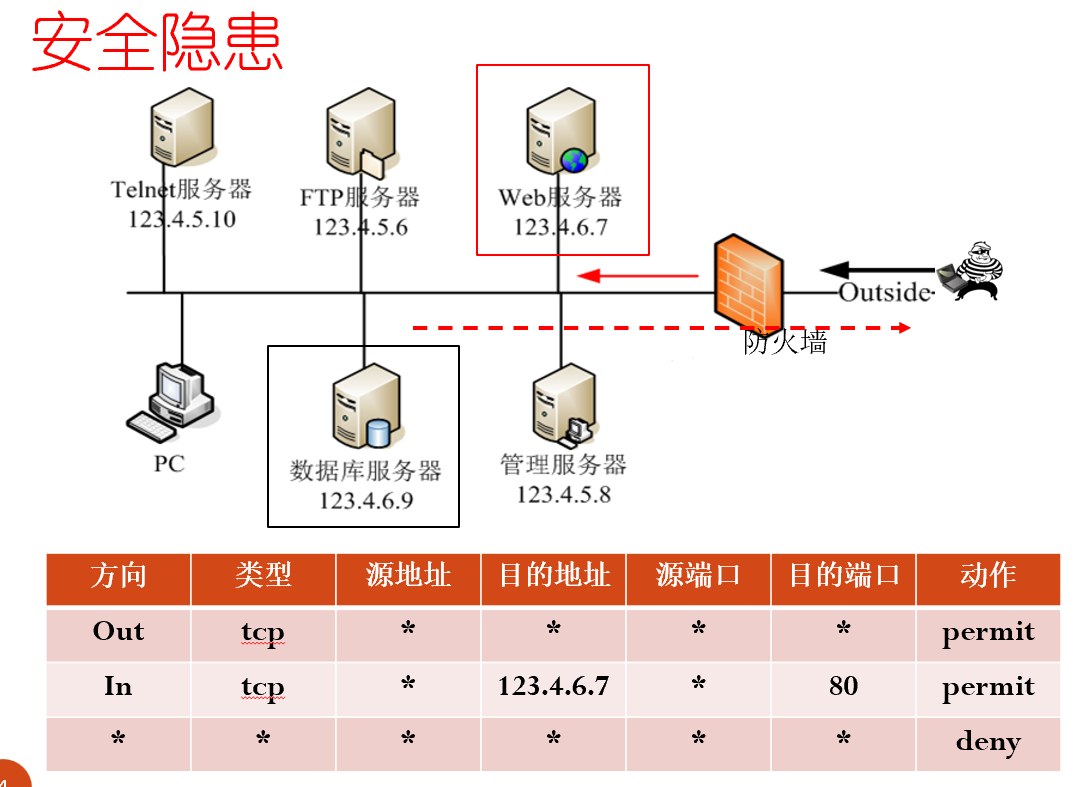 安全隐患
Telnet服务器
123.4.5.10
FTP服务器
123.4.5.6
Web服务器
123.4.6.7
Outside
防火墙
PC
数据库服务器
123.4.6.9
管理服务器
123.4.5.8
方向 类型 源地址 目的地址 源端口 目的端口 动作
Out tcp * * * * permit
In tcp * 123.4.6.7 * 80 permit
* * * * * * deny